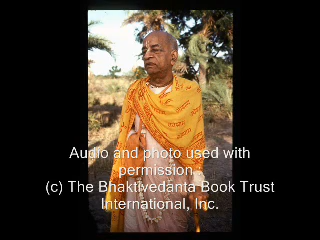 Audio and photo used with
permission.
(c) The Bhaktivedanta Book Trust
International, Inc.